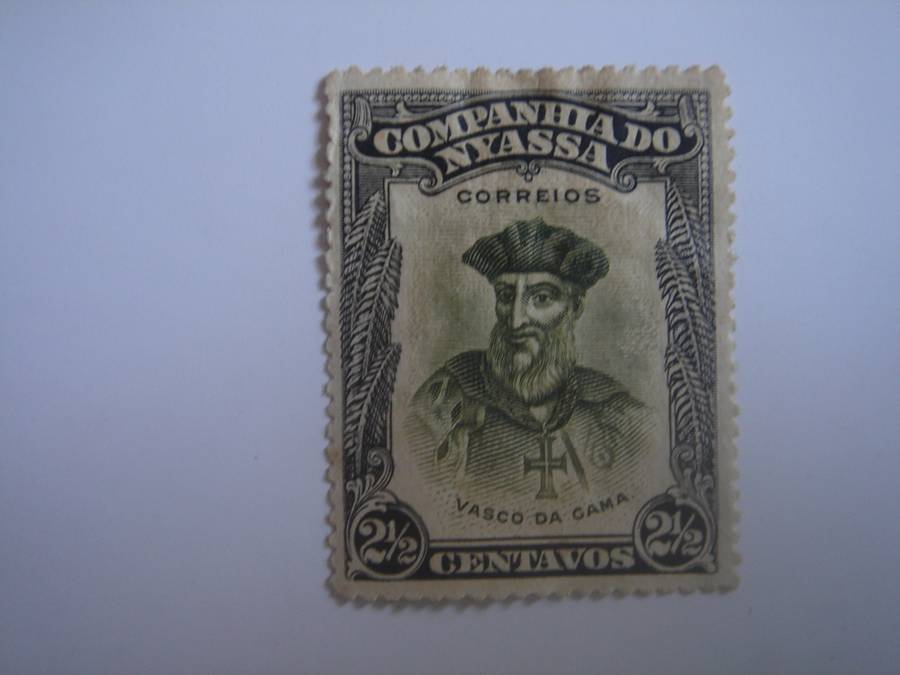 COMPANHIA DO
NYASSA
CORREIOS
VASCO DA GAMA
2½ CENTAVOS 2½